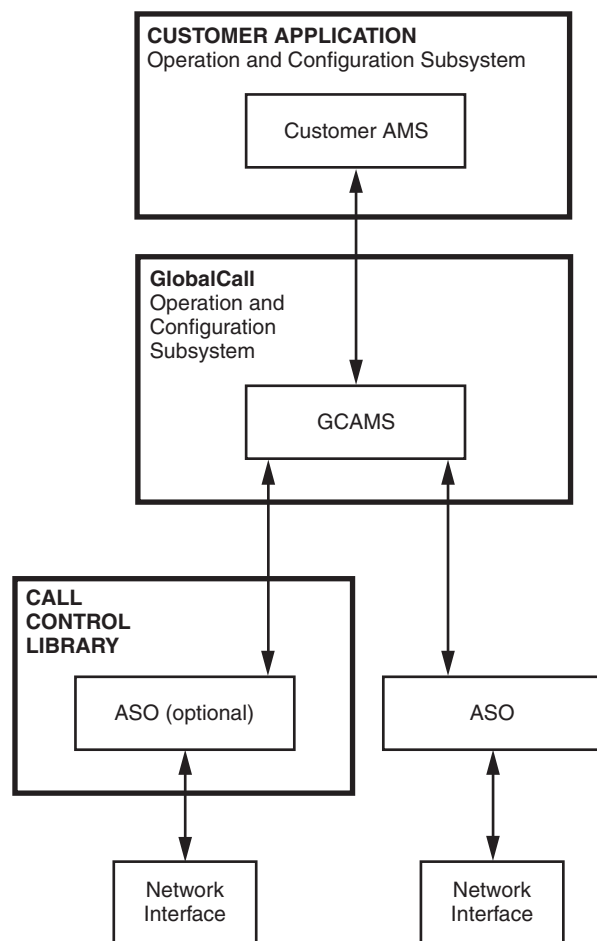 CUSTOMER APPLICATION
Operation and Configuration Subsystem
Customer AMS
GlobalCall
Operation and
Configuration
Subsystem
GCAMS
CALL
CONTROL
LIBRARY
ASO (optional)
ASO
Network
Interface
Network
Interface